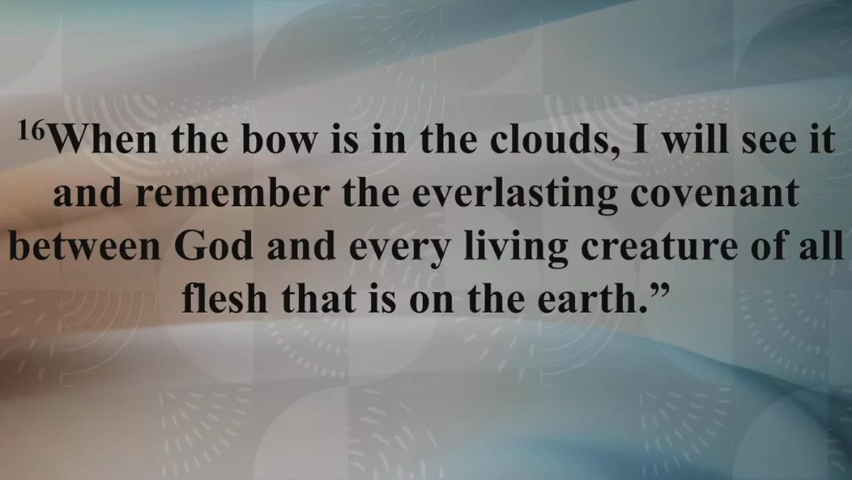 16When the bow is in the clouds, I will see it
and remember the everlasting covenant
between God and every living creature of all
flesh that is on the earth.”